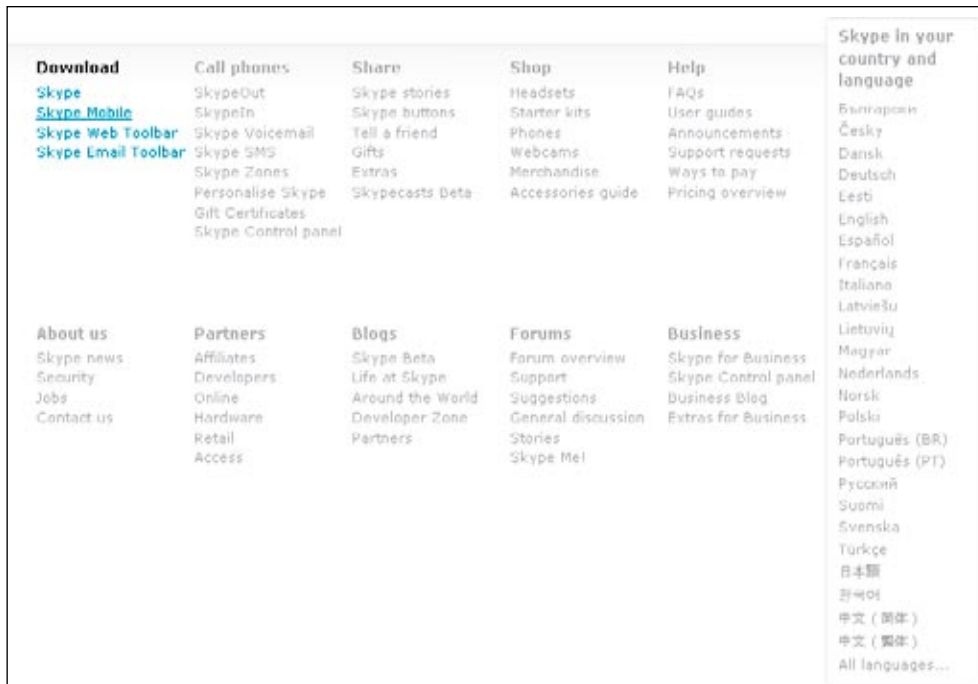 Download
Skype
Skype Mobile
Skype Web Toolbar
Skype Email Toolbar
Call phones
SkypeOut
SkypeIn
Skype Voicemail
Skype SMS
Skype Zones
Personalise Skype
Gift Certificates
Skype Control panel
Share
Skype stories
Skype buttons
Tell a friend
Gifts
Extras
Skypecasts Beta
Shop
Headsets
Starter kits
Phones
Webcams
Merchandise
Accessories guide
Help
FAQs
User guides
Announcements
Support requests
Ways to pay
Pricing overview
About us
Skype news
Security
Jobs
Contact us
Partners
Affiliates
Developers
Online
Hardware
Retail
Access
Blogs
Skype Beta
Life at Skype
Around the World
Developer Zone
Partners
Forums
Forum overview
Support
Suggestions
General discussion
Stories
Skype Me!
Business
Skype for Business
Skype Control panel
Business Blog
Extras for Business
Skype in your
country and
language
Български
Česky
Dansk
Deutsch
Eesti
English
Español
Français
Italiano
Latviešu
Lietuvių
Magyar
Nederlands
Norsk
Polski
Português (BR)
Português (PT)
Русский
Suomi
Svenska
Türkçe
日本語
한국어
中文 ( 简体 )
中文 ( 繁体 )
All languages...